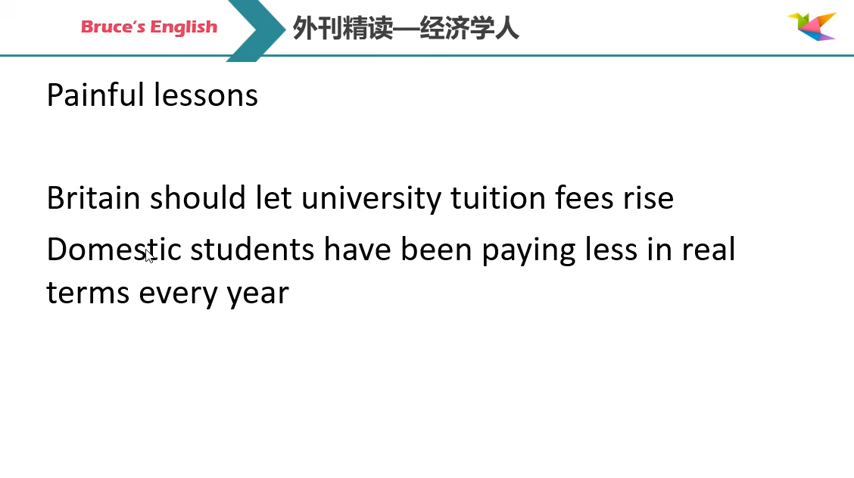 Bruce's English
外刊精读—经济学人
Painful lessons
Britain should let university tuition fees rise
Domestic students have been paying less in real
terms every year